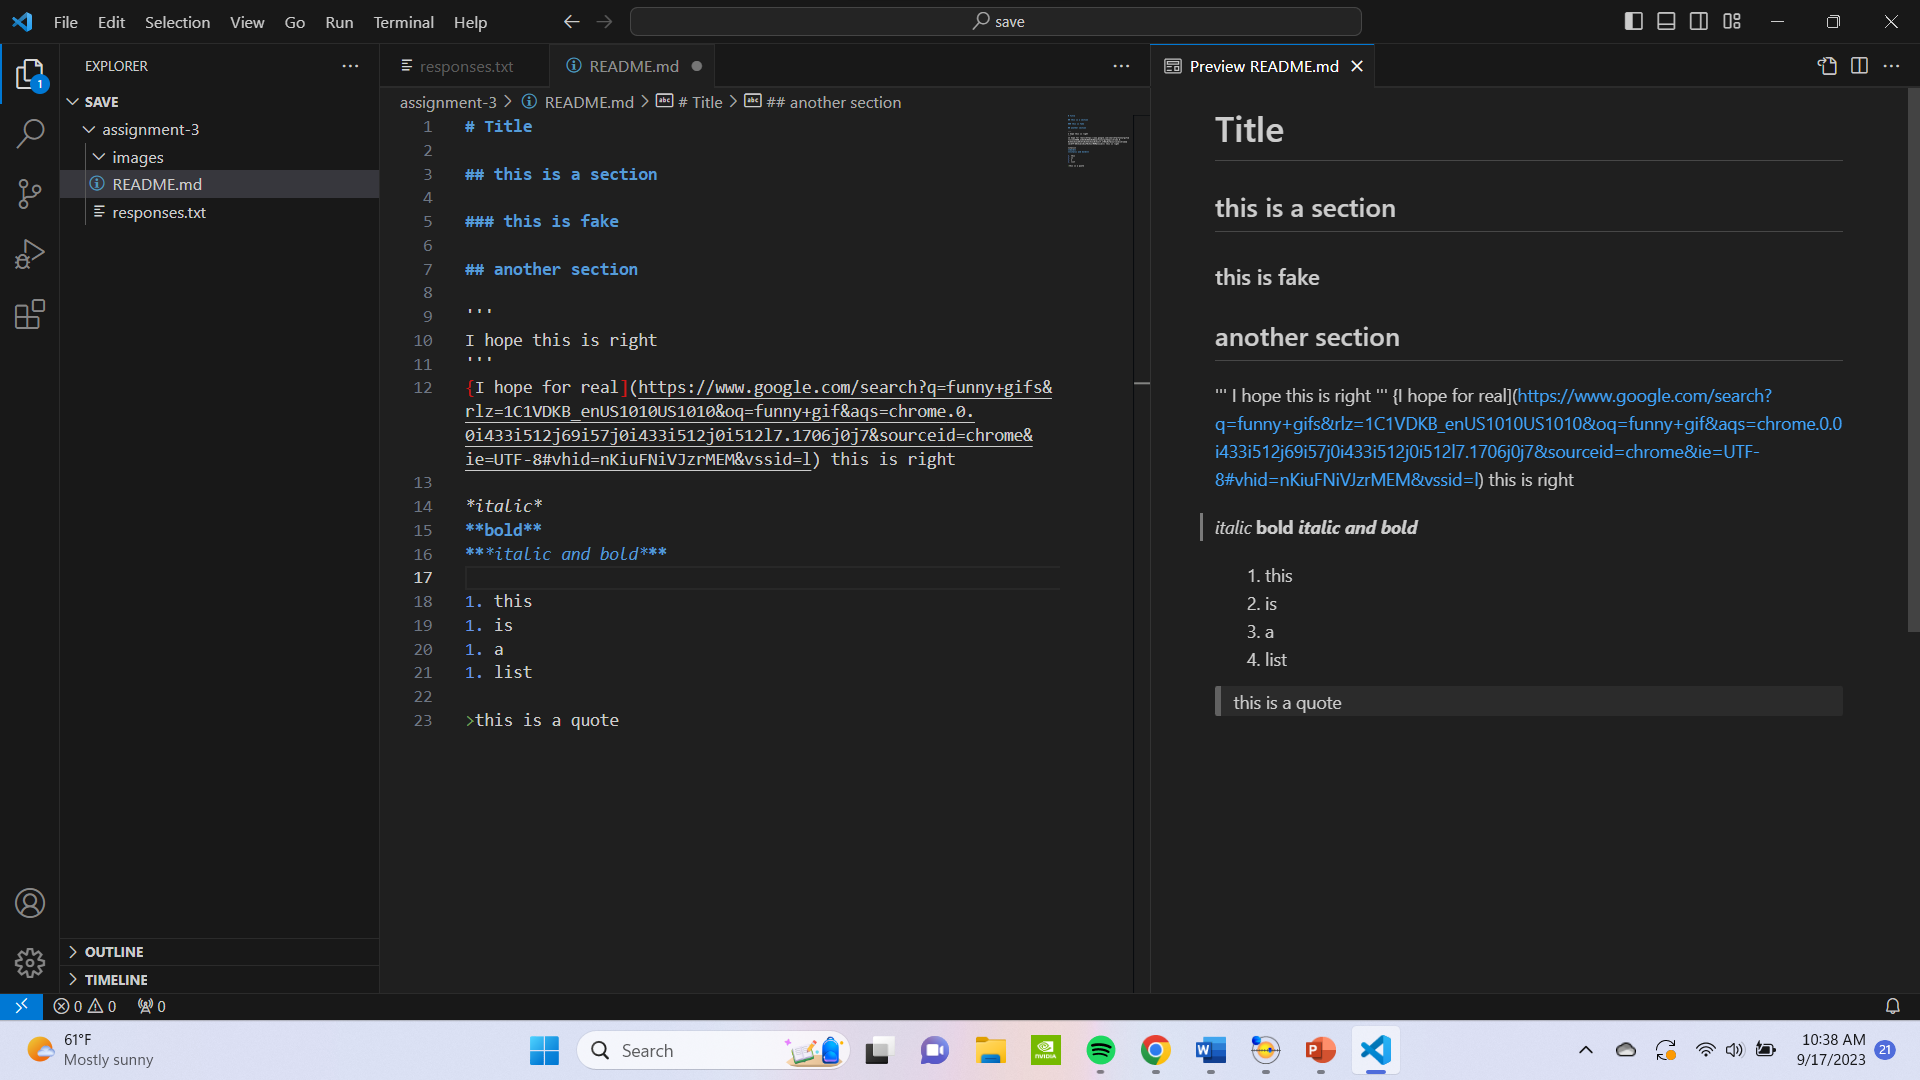 File Edit Selection View Go Run Terminal Help
save
EXPLORER
SAVE
assignment-3
images
README.md
responses.txt
OUTLINE
TIMELINE
1
responses.txt
README.md
assignment-3 README.md # Title ## another section
1 # Title
2
3 ## this is a section
4
5 ### this is fake
6
7 ## another section
8
9 '''
10 I hope this is right
11 '''
12 {I hope for real](https://www.google.com/search?q=funny+gifs&
rlz=1C1VDKB_enUS1010US1010&oq=funny+gif&aqs=chrome.0.
0i433i512j69i57j0i433i512j0i512l7.1706j0j7&sourceid=chrome&
ie=UTF-8#vhid=nKiuFNiVJzrMEM&vssid=l) this is right
13
14 *italic*
15 **bold**
16 ***italic and bold***
17
18 1. this
19 1. is
20 1. a
21 1. list
22
23 >this is a quote
Preview README.md
Title
this is a section
this is fake
another section
''' I hope this is right ''' {I hope for real](https://www.google.com/search?
q=funny+gifs&rlz=1C1VDKB_enUS1010US1010&oq=funny+gif&aqs=chrome.0.0
i433i512j69i57j0i433i512j0i512l7.1706j0j7&sourceid=chrome&ie=UTF-
8#vhid=nKiuFNiVJzrMEM&vssid=l) this is right
italic bold italic and bold
1. this
2. is
3. a
4. list
this is a quote
0 0 0
61°F
Mostly sunny
Search
10:38 AM
9/17/2023
21